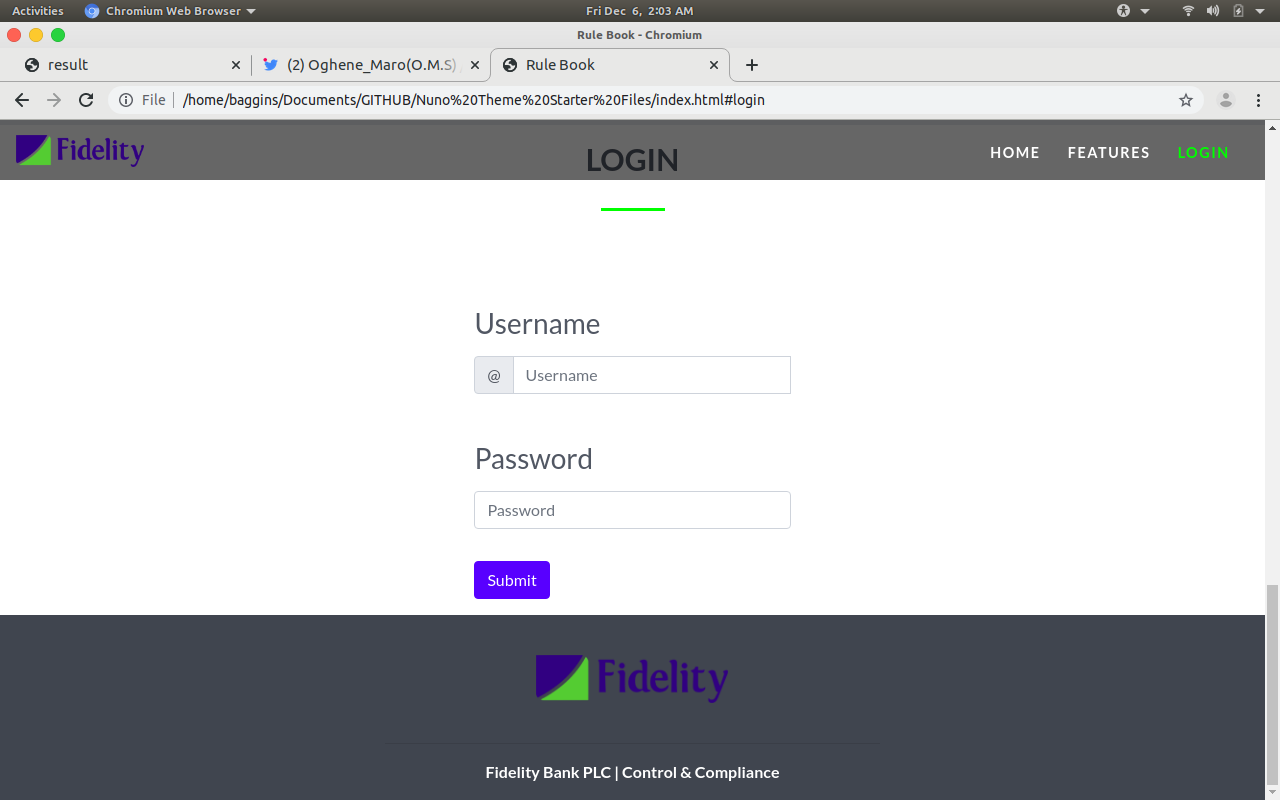 Activities Chromium Web Browser Fri Dec 6, 2:03 AM
Rule Book - Chromium
result (2) Oghene_Maro(O.M.S) Rule Book
File /home/baggins/Documents/GITHUB/Nuno%20Theme%20Starter%20Files/index.html#login
Fidelity LOGIN HOME FEATURES LOGIN
Username
@ Username
Password
Password
Submit
Fidelity
Fidelity Bank PLC | Control & Compliance